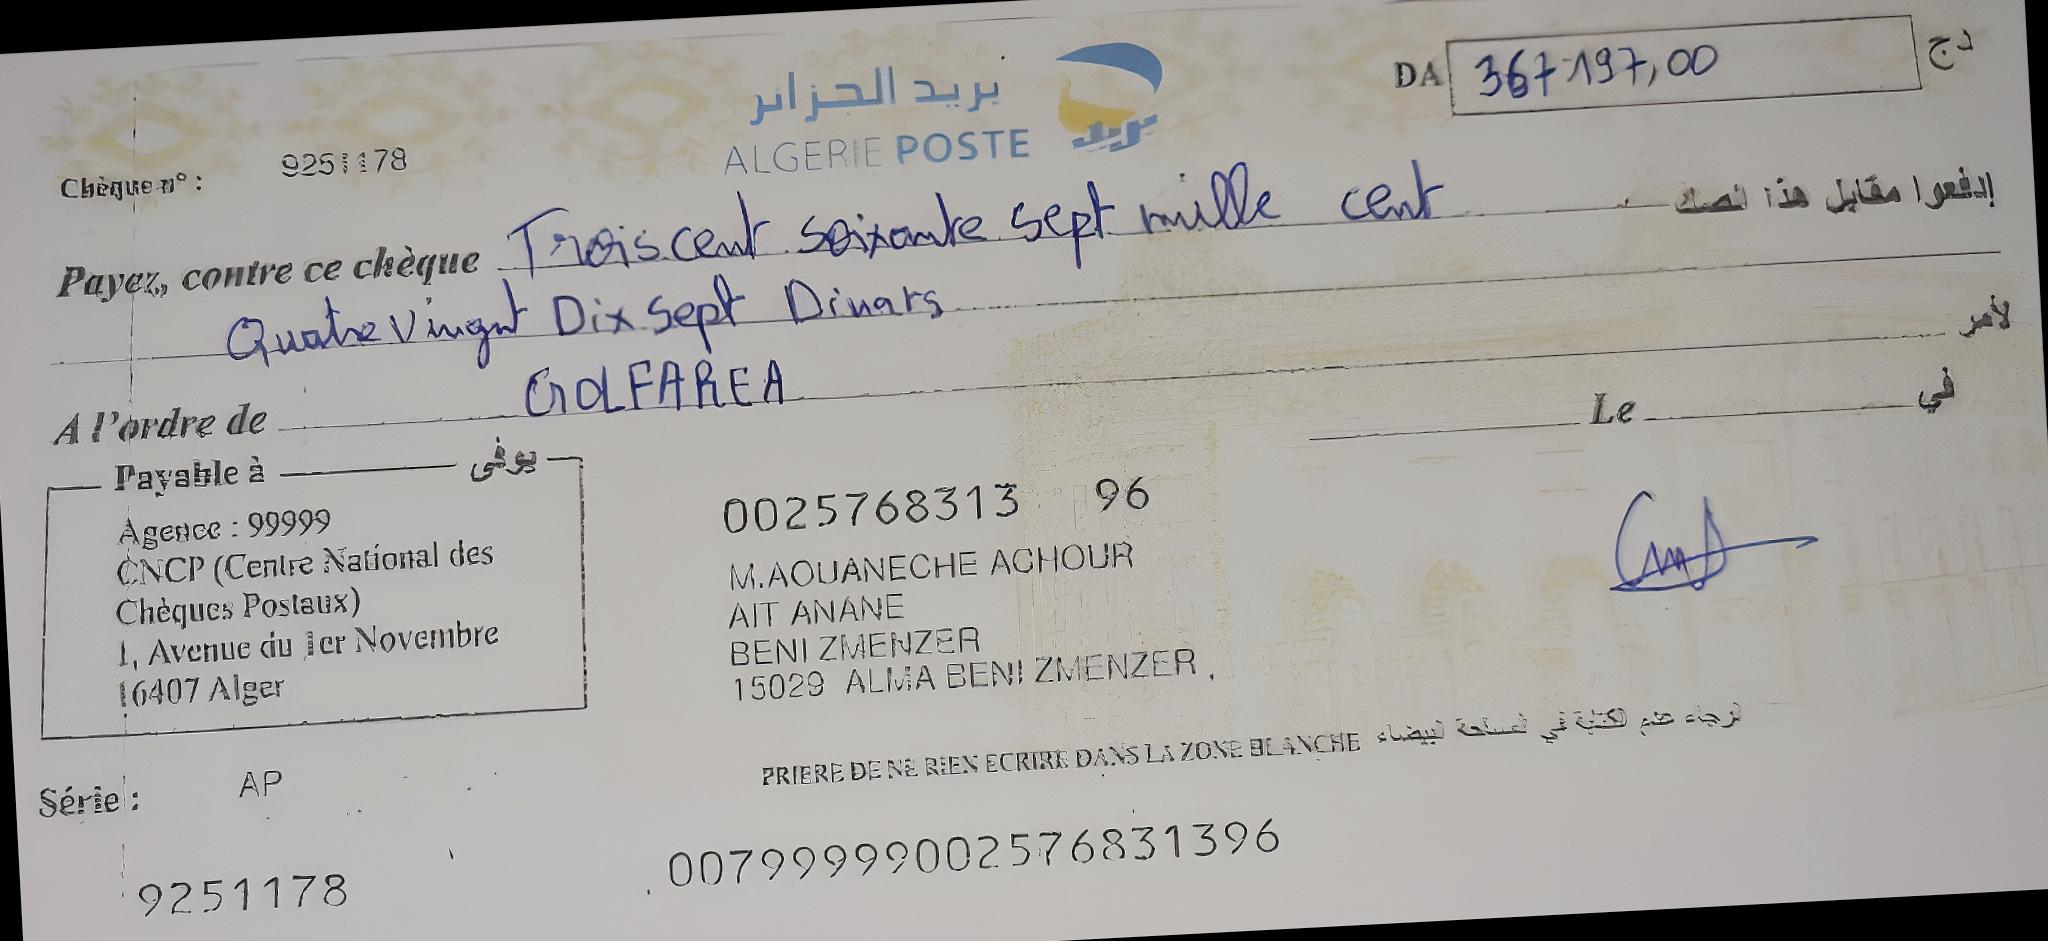 بريد الجزائر
ALGERIE POSTE
بريد
DA 367197,00 دج
Chèque n° : 9251178
Payez, contre ce chèque Trois cent soixante sept mille cent إدفعوا مقابل هذا الصك
Quatre Vingt Dix sept Dinars
لأمر
A l'ordre de GOLFAREA
Le في
Payable à يوفى
Agence : 99999
CNCP (Centre National des
Chèques Postaux)
1, Avenue du 1er Novembre
16407 Alger
0025768313 96
M.AOUANECHE ACHOUR
AIT ANANE
BENI ZMENZER
15029 ALMA BENI ZMENZER
PRIERE DE NE RIEN ECRIRE DANS LA ZONE BLANCHE الرجاء عدم الكتابة في المساحة البيضاء
Série : AP
9251178 00799999002576831396